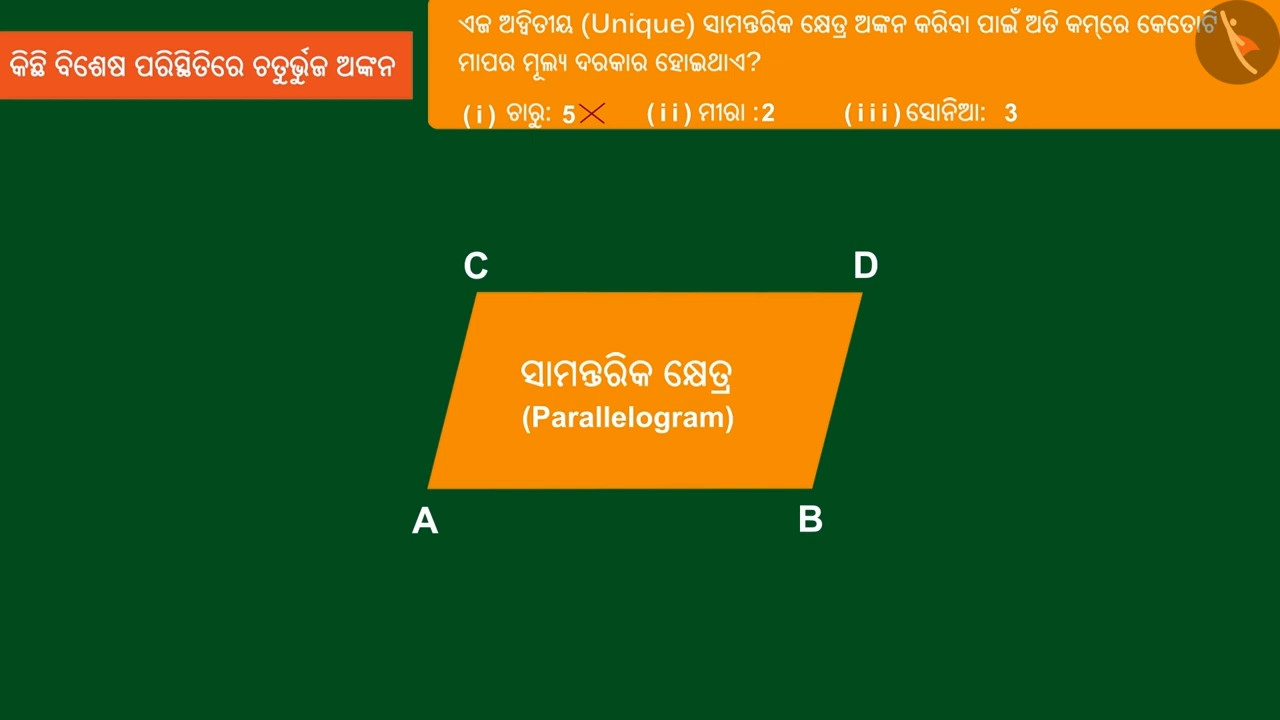 କିଛି ବିଶେଷ ପରିସ୍ଥିତିରେ ଚତୁର୍ଭୁଜ ଅଙ୍କନ
ଏଜ ଅଦ୍ଵିତୀୟ (Unique) ସାମନ୍ତରିକ କ୍ଷେତ୍ର ଅଙ୍କନ କରିବା ପାଇଁ ଅତି କମ୍‌ରେ କେତୋଟି
ମାପର ମୂଲ୍ୟ ଦରକାର ହୋଇଥାଏ?
(i) ଚାରୁ: 5 (ii) ମୀରା :2 (iii) ସୋନିଆ: 3
C D
ସାମନ୍ତରିକ କ୍ଷେତ୍ର
(Parallelogram)
A B